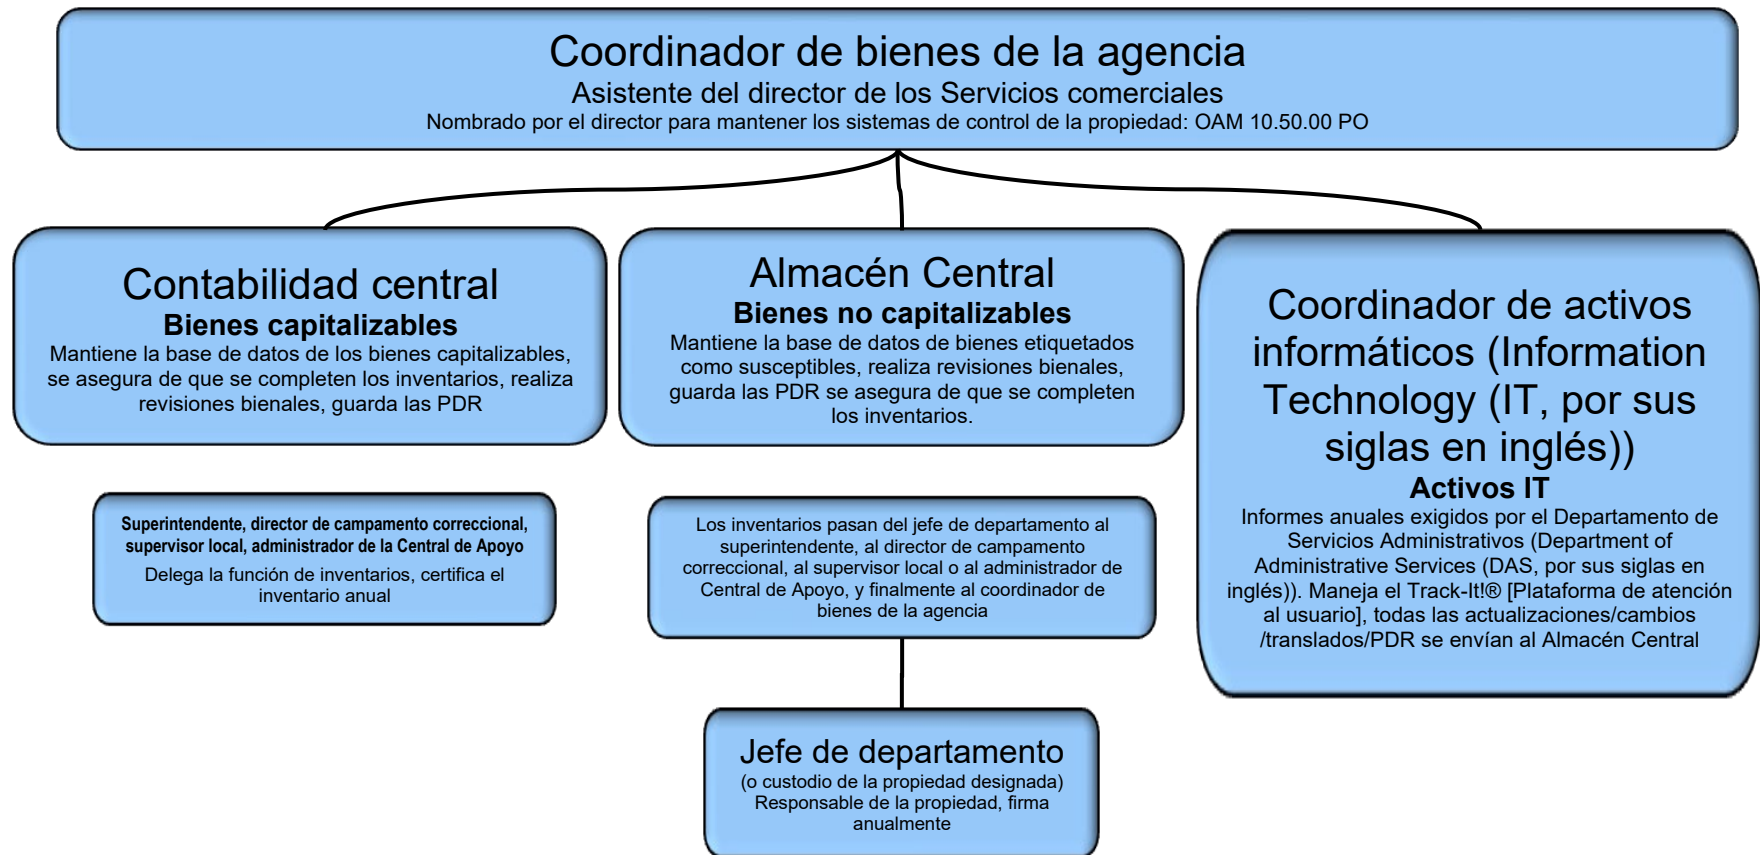 Coordinador de bienes de la agencia
Asistente del director de los Servicios comerciales
Nombrado por el director para mantener los sistemas de control de la propiedad: OAM 10.50.00 PO
Contabilidad central
Bienes capitalizables
Mantiene la base de datos de los bienes capitalizables,
se asegura de que se completen los inventarios, realiza
revisiones bienales, guarda las PDR
Almacén Central
Bienes no capitalizables
Mantiene la base de datos de bienes etiquetados
como susceptibles, realiza revisiones bienales,
guarda las PDR se asegura de que se completen
los inventarios.
Coordinador de activos
informáticos (Information
Technology (IT, por sus
siglas en inglés))
Activos IT
Informes anuales exigidos por el Departamento de
Servicios Administrativos (Department of
Administrative Services (DAS, por sus siglas en
inglés)). Maneja el Track-It!® [Plataforma de atención
al usuario], todas las actualizaciones/cambios
/translados/PDR se envían al Almacén Central
Superintendente, director de campamento correccional,
supervisor local, administrador de la Central de Apoyo
Delega la función de inventarios, certifica el
inventario anual
Los inventarios pasan del jefe de departamento al
superintendente, al director de campamento
correccional, al supervisor local o al administrador de
Central de Apoyo, y finalmente al coordinador de
bienes de la agencia
Jefe de departamento
(o custodio de la propiedad designada)
Responsable de la propiedad, firma
anualmente